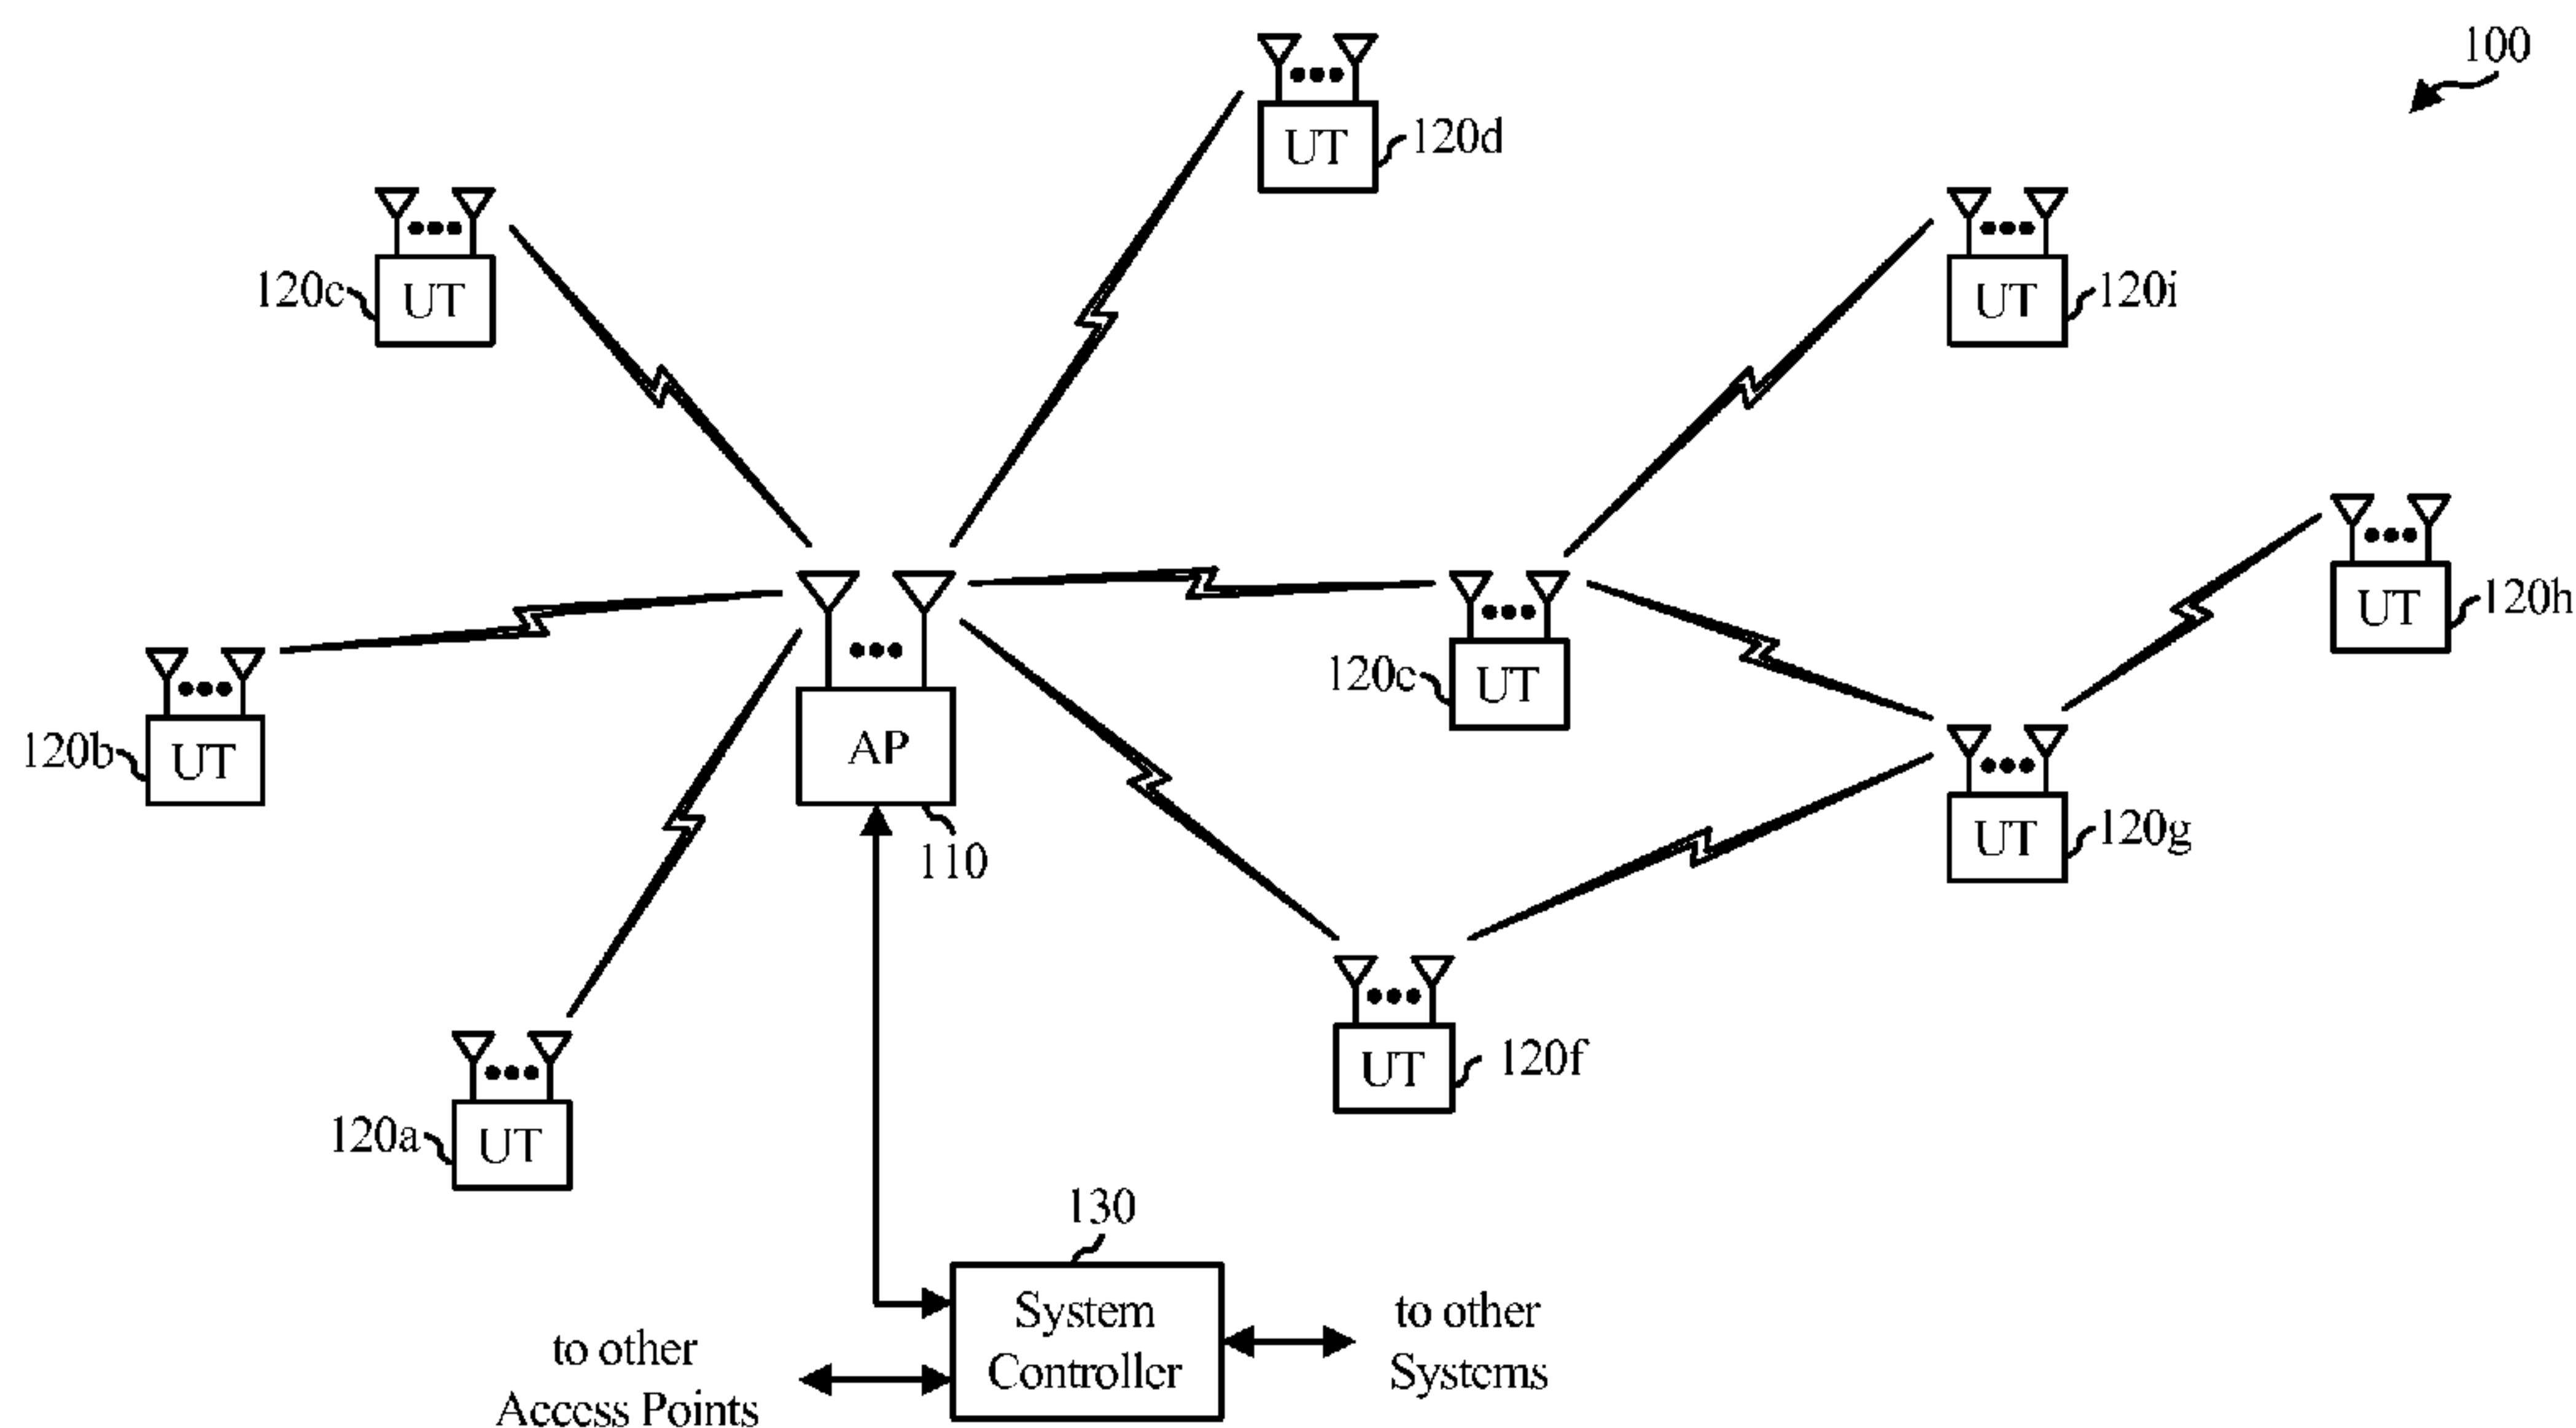 100
UT
120d
UT
120c
UT
120i
UT
120h
UT
120e
UT
120b
AP
110
UT
120g
UT
120f
UT
120a
130
System
Controller
to other
Access Points
to other
Systems